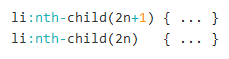 li:nth-child(2n+1) { ... }
li:nth-child(2n)   { ... }